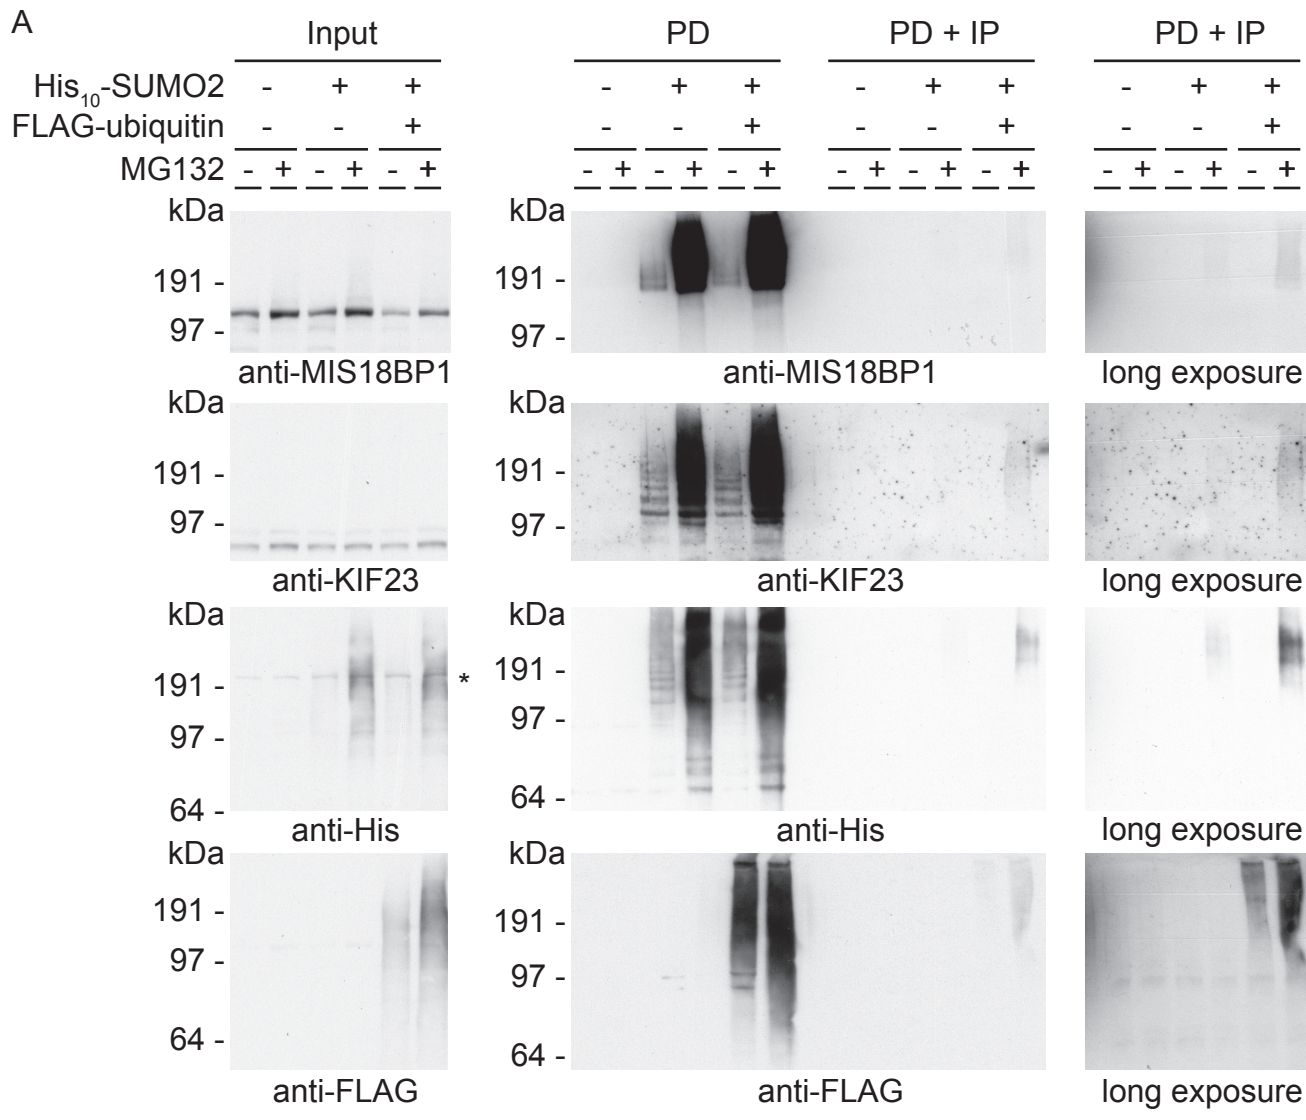 A
Input PD PD + IP PD + IP
His10-SUMO2 - + + - + + - + + - + +
FLAG-ubiquitin - - + - - + - - + - - +
MG132 - + - + - + - + - + - + - + - + - + - + - + - +
kDa kDa
191 - 191 -
97 - 97 -
anti-MIS18BP1 anti-MIS18BP1 long exposure
kDa kDa
191 - 191 -
97 - 97 -
anti-KIF23 anti-KIF23 long exposure
kDa kDa
191 - * 191 -
97 - 97 -
64 - 64 -
anti-His anti-His long exposure
kDa kDa
191 - 191 -
97 - 97 -
64 - 64 -
anti-FLAG anti-FLAG long exposure